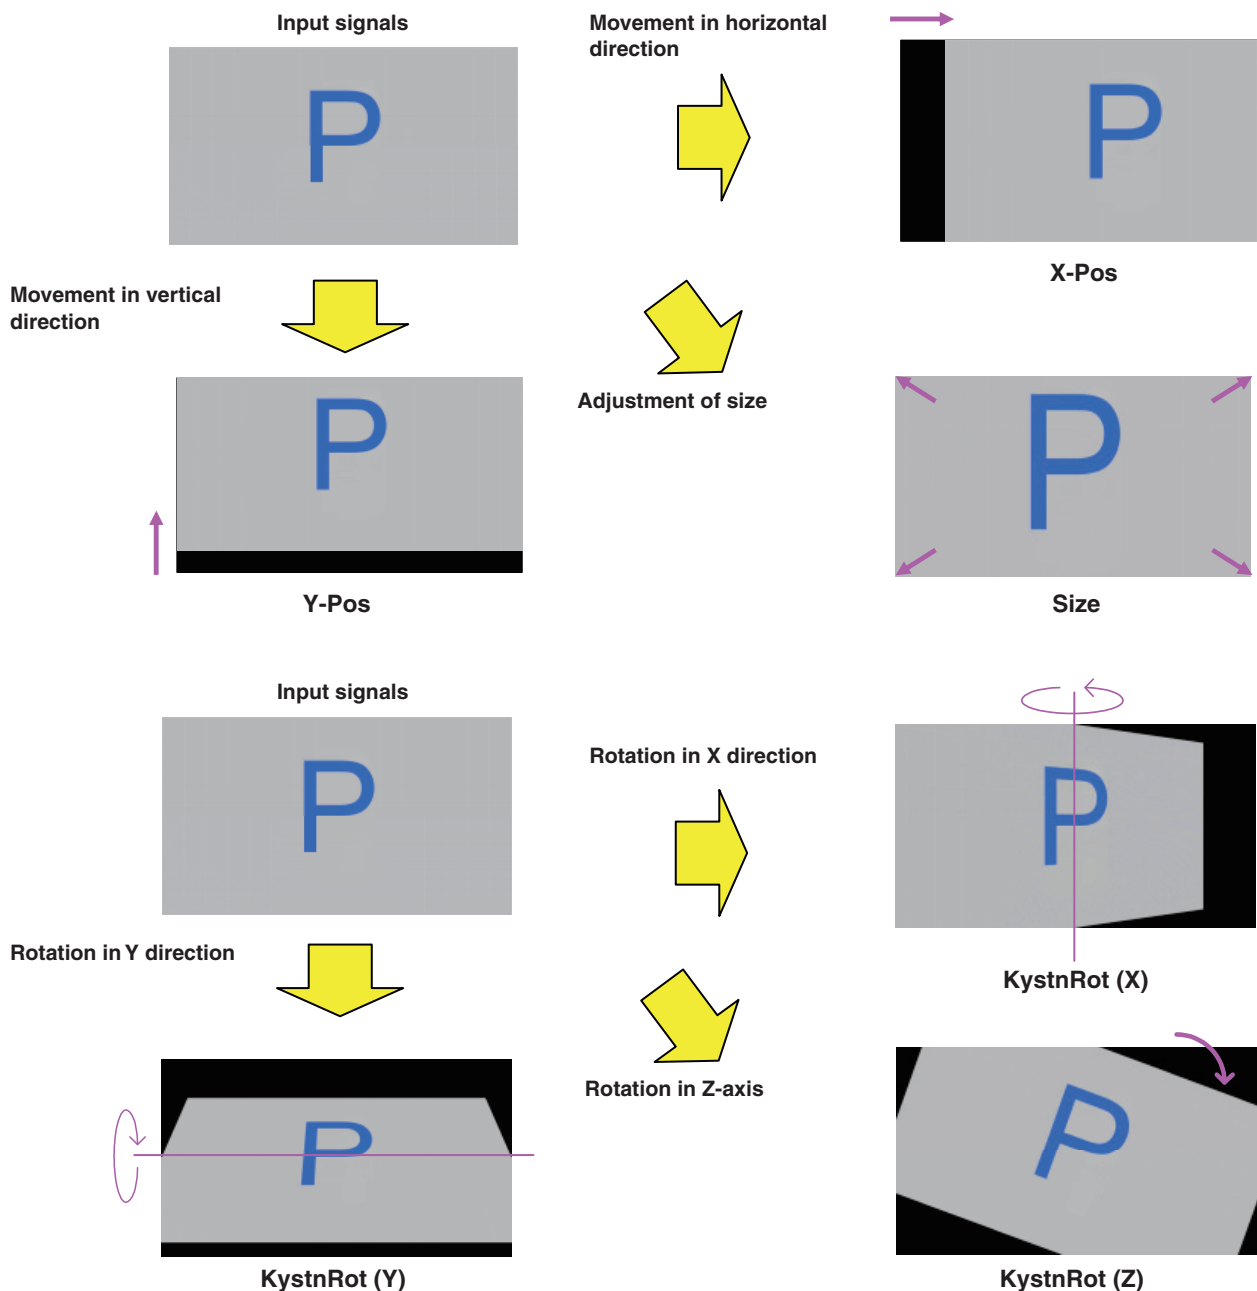 Input signals
P
Movement in horizontal
direction
P
X-Pos
Movement in vertical
direction
P
Y-Pos
Adjustment of size
P
Size
Input signals
P
Rotation in X direction
P
KystnRot (X)
Rotation in Y direction
P
KystnRot (Y)
Rotation in Z-axis
P
KystnRot (Z)